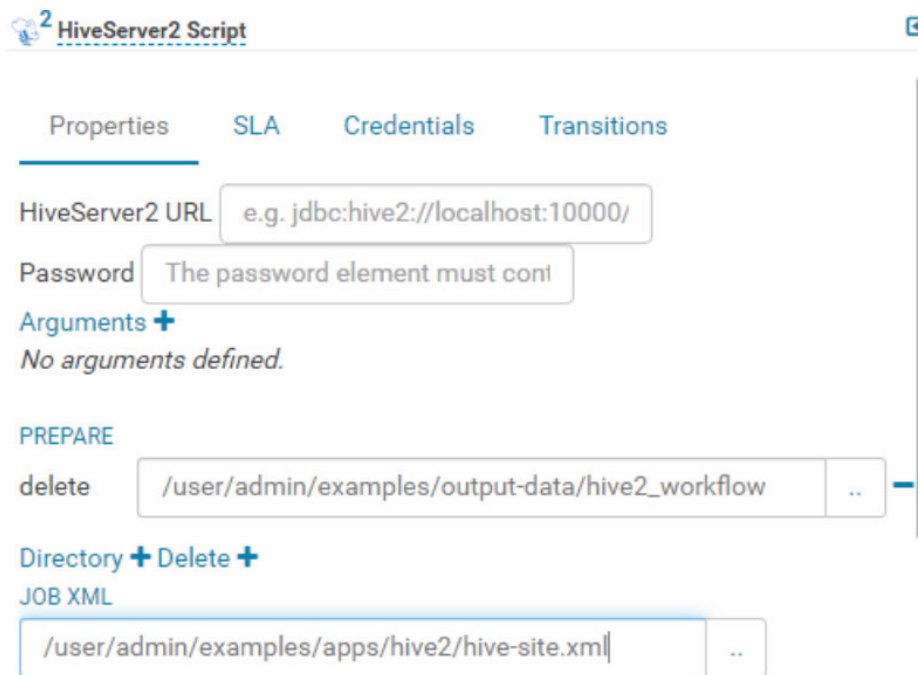 2 HiveServer2 Script
Properties SLA Credentials Transitions
HiveServer2 URL e.g. jdbc:hive2://localhost:10000/
Password The password element must cont
Arguments +
No arguments defined.
PREPARE
delete /user/admin/examples/output-data/hive2_workflow ..
Directory + Delete +
JOB XML
/user/admin/examples/apps/hive2/hive-site.xml ..